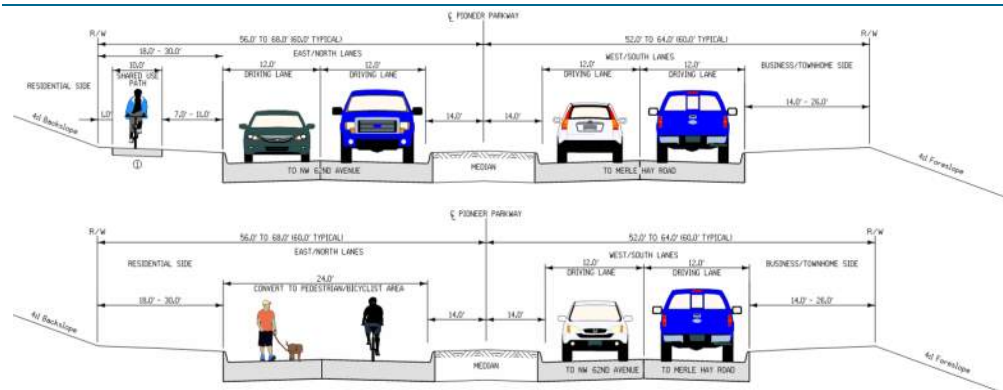 ℄ PIONEER PARKWAY
R/W
56.0' TO 68.0' (60.0' TYPICAL)
52.0' TO 64.0' (60.0' TYPICAL)
R/W
18.0' - 30.0'
EAST/NORTH LANES
WEST/SOUTH LANES
10.0'
SHARED USE
PATH
12.0'
DRIVING LANE
12.0'
DRIVING LANE
12.0'
DRIVING LANE
12.0'
DRIVING LANE
RESIDENTIAL SIDE
BUSINESS/TOWNHOME SIDE
14.0' - 26.0'
1.0'
7.0' - 11.0'
14.0'
14.0'
4:1 Backslope
4:1 Foreslope
①
TO NW 62ND AVENUE
MEDIAN
TO MERLE HAY ROAD
℄ PIONEER PARKWAY
R/W
56.0' TO 68.0' (60.0' TYPICAL)
52.0' TO 64.0' (60.0' TYPICAL)
R/W
EAST/NORTH LANES
WEST/SOUTH LANES
RESIDENTIAL SIDE
24.0'
CONVERT TO PEDESTRIAN/BICYCLIST AREA
12.0'
DRIVING LANE
12.0'
DRIVING LANE
BUSINESS/TOWNHOME SIDE
18.0' - 30.0'
14.0'
14.0'
14.0' - 26.0'
4:1 Backslope
4:1 Foreslope
MEDIAN
TO NW 62ND AVENUE
TO MERLE HAY ROAD